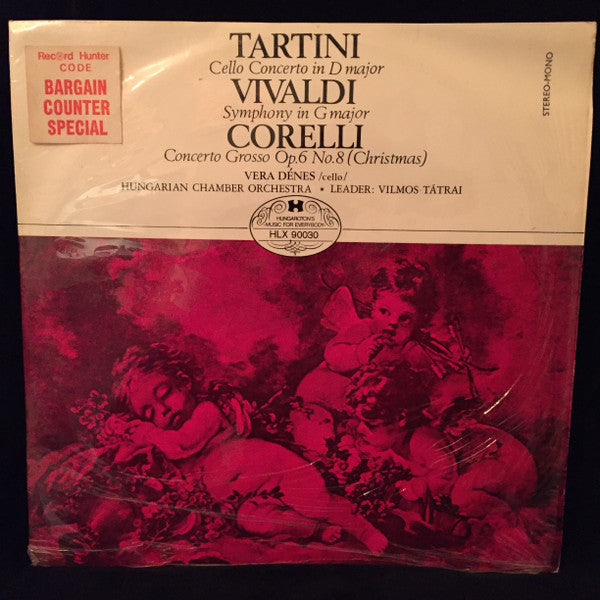 Record Hunter
CODE
BARGAIN
COUNTER
SPECIAL
TARTINI
Cello Concerto in D major
VIVALDI
Symphony in G major
CORELLI
Concerto Grosso Op.6 No.8 (Christmas)
VERA DÉNES /cello/
HUNGARIAN CHAMBER ORCHESTRA • LEADER: VILMOS TÁTRAI
STEREO-MONO
H
HUNGAROTON'S
MUSIC FOR EVERYBODY
HLX 90030